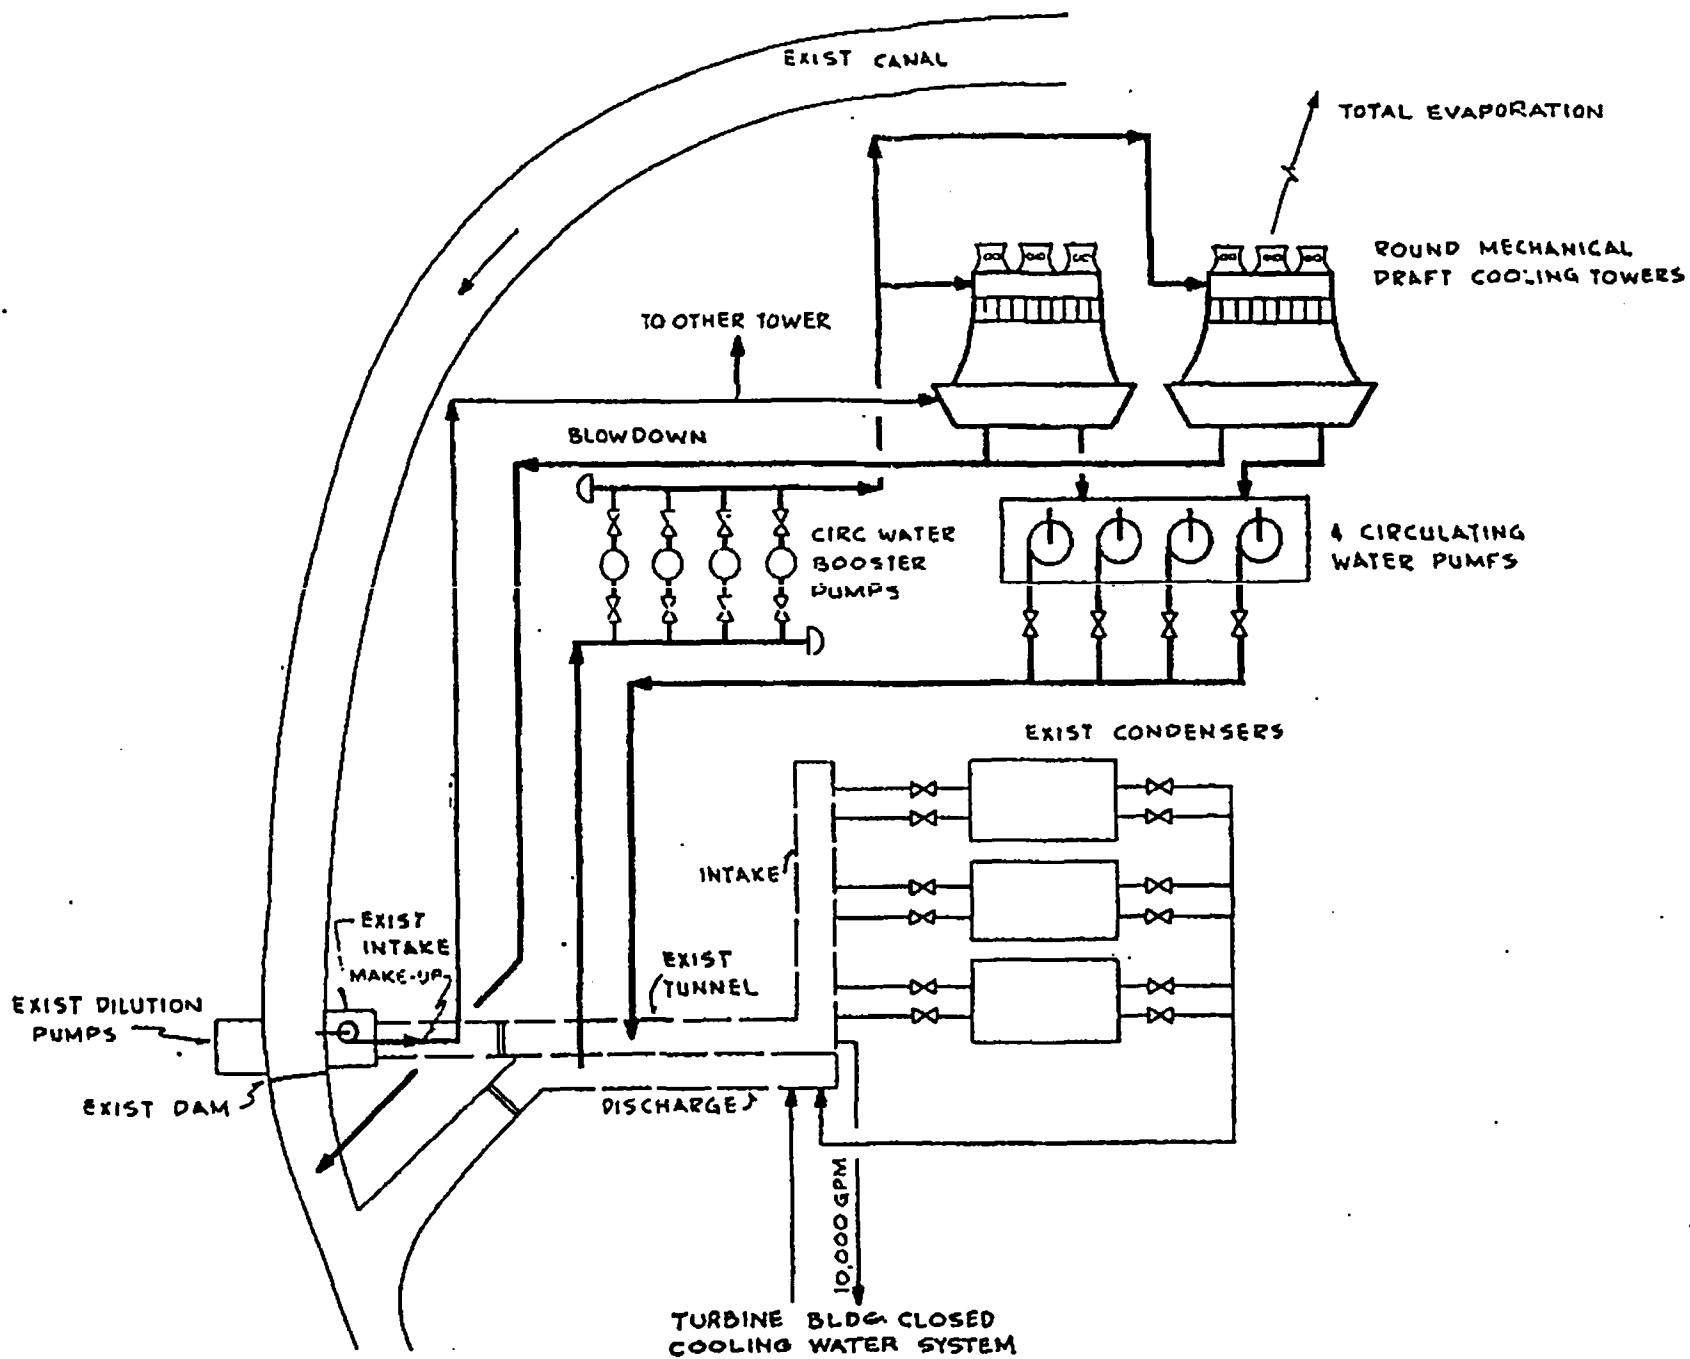 EXIST CANAL
TOTAL EVAPORATION
ROUND MECHANICAL
DRAFT COOLING TOWERS
TO OTHER TOWER
BLOWDOWN
CIRC WATER
BOOSTER
PUMPS
4 CIRCULATING
WATER PUMPS
EXIST CONDENSERS
INTAKE
EXIST
INTAKE
MAKE-UP
EXIST
TUNNEL
EXIST DILUTION
PUMPS
EXIST DAM
DISCHARGE
10,000 GPM
TURBINE BLDG CLOSED
COOLING WATER SYSTEM